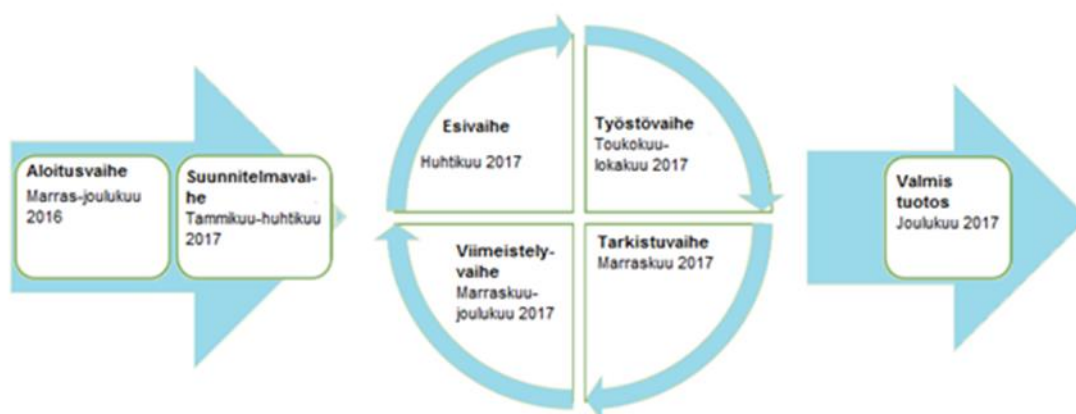 Aloitusvaihe
Marras-joulukuu
2016
Suunnitelmavai-
he
Tammikuu-huhtikuu
2017
Esivaihe
Huhtikuu 2017
Työstövaihe
Toukokuu-
lokakuu 2017
Viimeistely-
vaihe
Marraskuu-
joulukuu 2017
Tarkistuvaihe
Marraskuu 2017
Valmis
tuotos
Joulukuu 2017